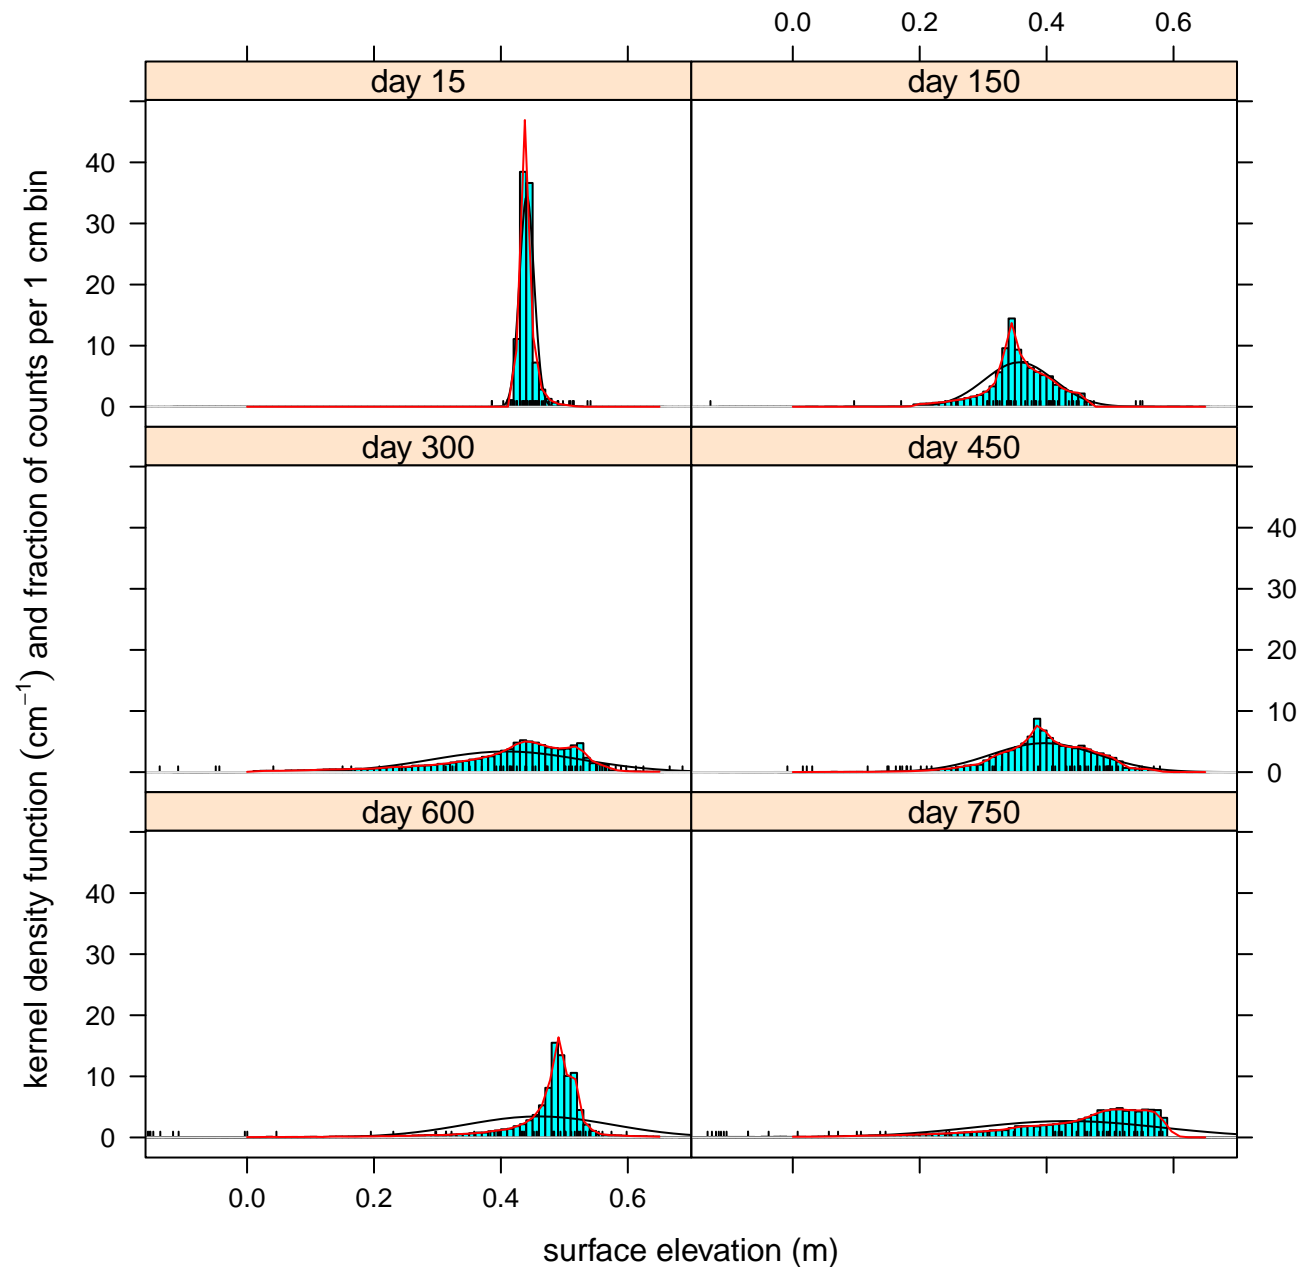 0.0 0.2 0.4 0.6
day 15
day 150
40
30
20
10
0
day 300
day 450
40
30
20
10
0
day 600
day 750
40
30
20
10
0
0.0 0.2 0.4 0.6
surface elevation (m)
kernel density function (cm⁻¹) and fraction of counts per 1 cm bin